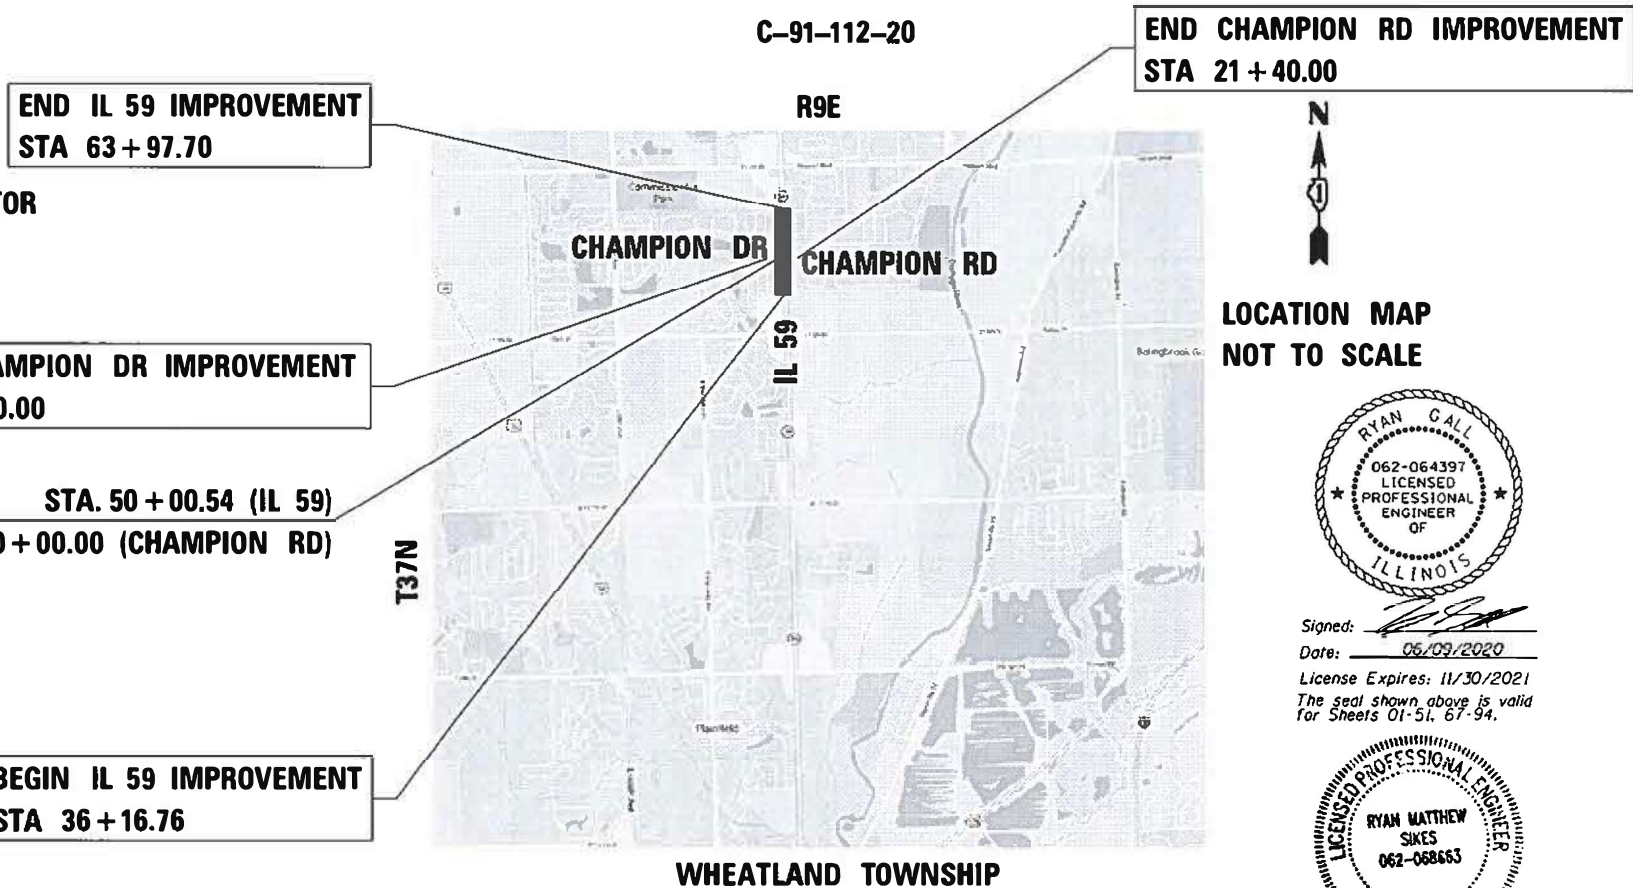 C-91-112-20
END CHAMPION RD IMPROVEMENT
STA 21+40.00
END IL 59 IMPROVEMENT
STA 63+97.70
R9E
N
TOR
CHAMPION DR
CHAMPION RD
IL 59
LOCATION MAP
NOT TO SCALE
AMPION DR IMPROVEMENT
0.00
STA. 50+00.54 (IL 59)
0+00.00 (CHAMPION RD)
T37N
Plainfield
BEGIN IL 59 IMPROVEMENT
STA 36+16.76
WHEATLAND TOWNSHIP
RYAN GALL
062-064397
LICENSED
PROFESSIONAL
ENGINEER
OF
ILLINOIS
Signed:
Date: 06/09/2020
License Expires: 11/30/2021
The seal shown above is valid
for Sheets 01-51, 67-94.
LICENSED PROFESSIONAL ENGINEER
RYAN MATTHEW
SIKES
062-068663